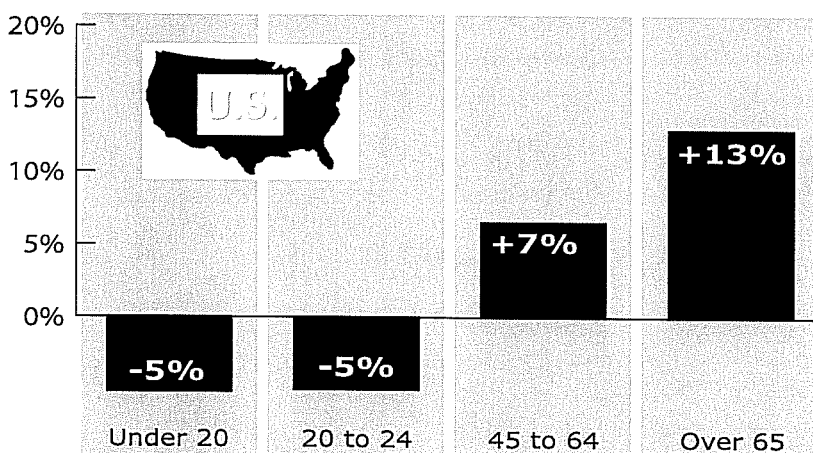 20%
15%
10%
5%
0%
U.S.
+13%
+7%
-5%
-5%
Under 20
20 to 24
45 to 64
Over 65